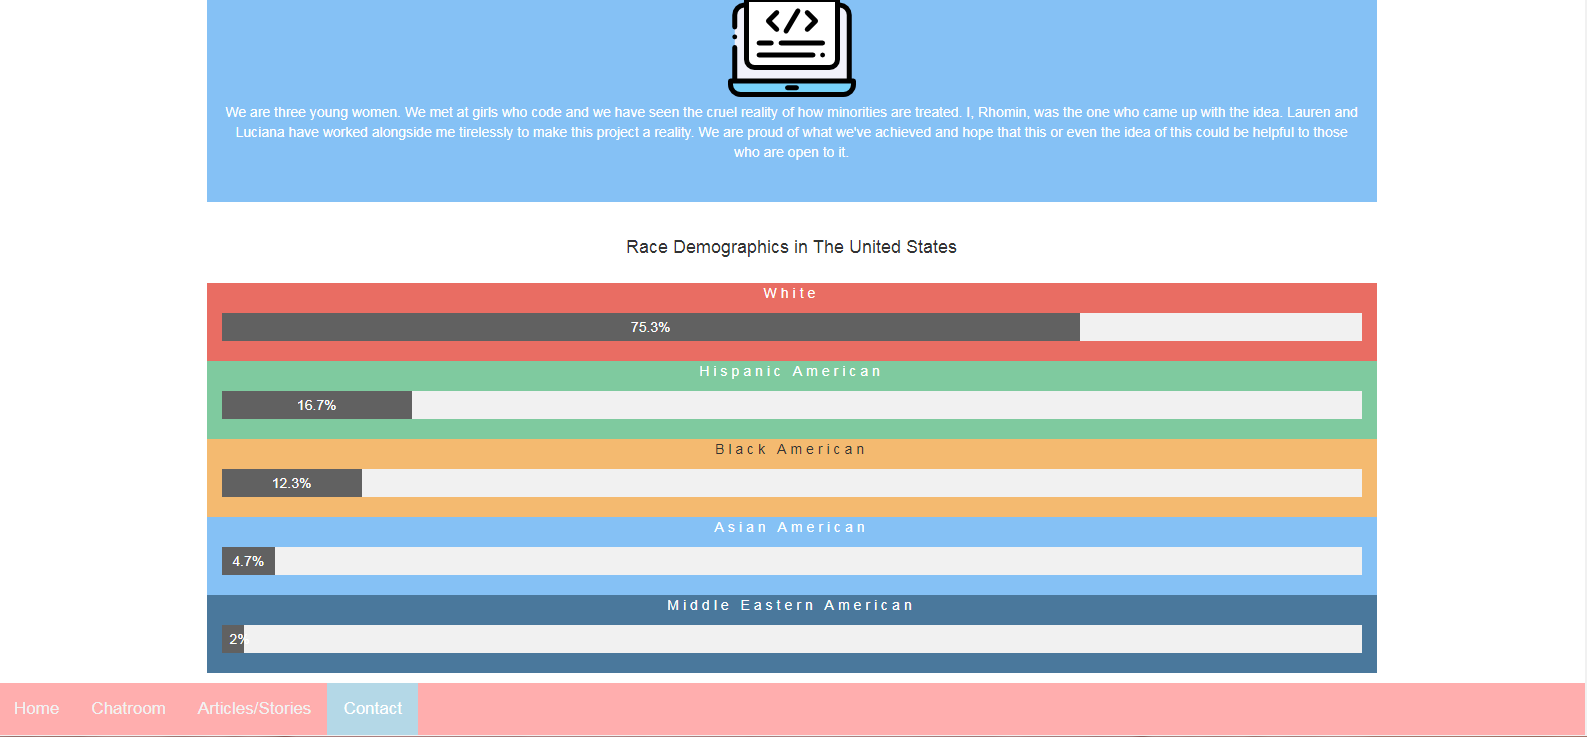 </>
We are three young women. We met at girls who code and we have seen the cruel reality of how minorities are treated. I, Rhomin, was the one who came up with the idea. Lauren and
Luciana have worked alongside me tirelessly to make this project a reality. We are proud of what we've achieved and hope that this or even the idea of this could be helpful to those
who are open to it.
Race Demographics in The United States
White
75.3%
Hispanic American
16.7%
Black American
12.3%
Asian American
4.7%
Middle Eastern American
2%
Home Chatroom Articles/Stories Contact